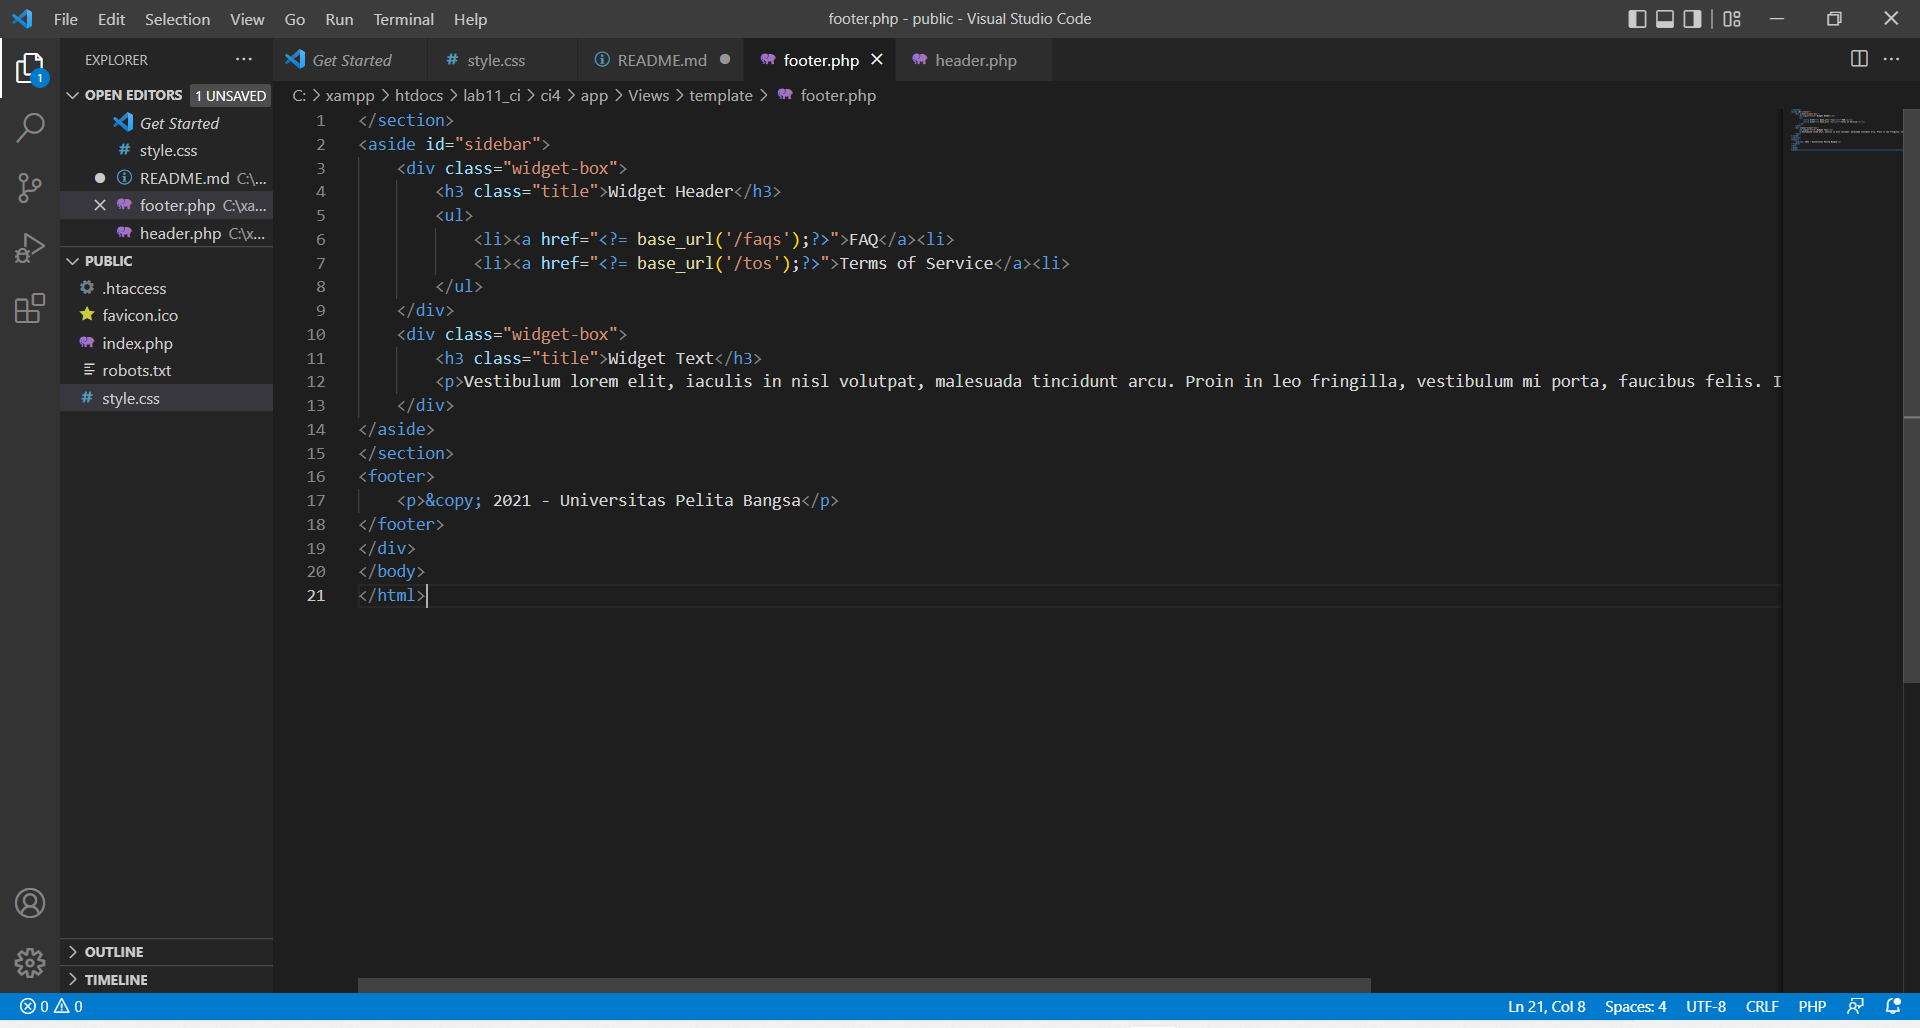 File Edit Selection View Go Run Terminal Help
footer.php - public - Visual Studio Code
EXPLORER
Get Started
style.css
README.md
footer.php
header.php
1
OPEN EDITORS 1 UNSAVED
Get Started
style.css
README.md C:\...
footer.php C:\xa...
header.php C:\x...
PUBLIC
.htaccess
favicon.ico
index.php
robots.txt
style.css
OUTLINE
TIMELINE
C: > xampp > htdocs > lab11_ci > ci4 > app > Views > template > footer.php
1 </section>
2 <aside id="sidebar">
3 <div class="widget-box">
4 <h3 class="title">Widget Header</h3>
5 <ul>
6 <li><a href="<?= base_url('/faqs');?>">FAQ</a><li>
7 <li><a href="<?= base_url('/tos');?>">Terms of Service</a><li>
8 </ul>
9 </div>
10 <div class="widget-box">
11 <h3 class="title">Widget Text</h3>
12 <p>Vestibulum lorem elit, iaculis in nisl volutpat, malesuada tincidunt arcu. Proin in leo fringilla, vestibulum mi porta, faucibus felis. I
13 </div>
14 </aside>
15 </section>
16 <footer>
17 <p>&copy; 2021 - Universitas Pelita Bangsa</p>
18 </footer>
19 </div>
20 </body>
21 </html>
0 0
Ln 21, Col 8 Spaces: 4 UTF-8 CRLF PHP